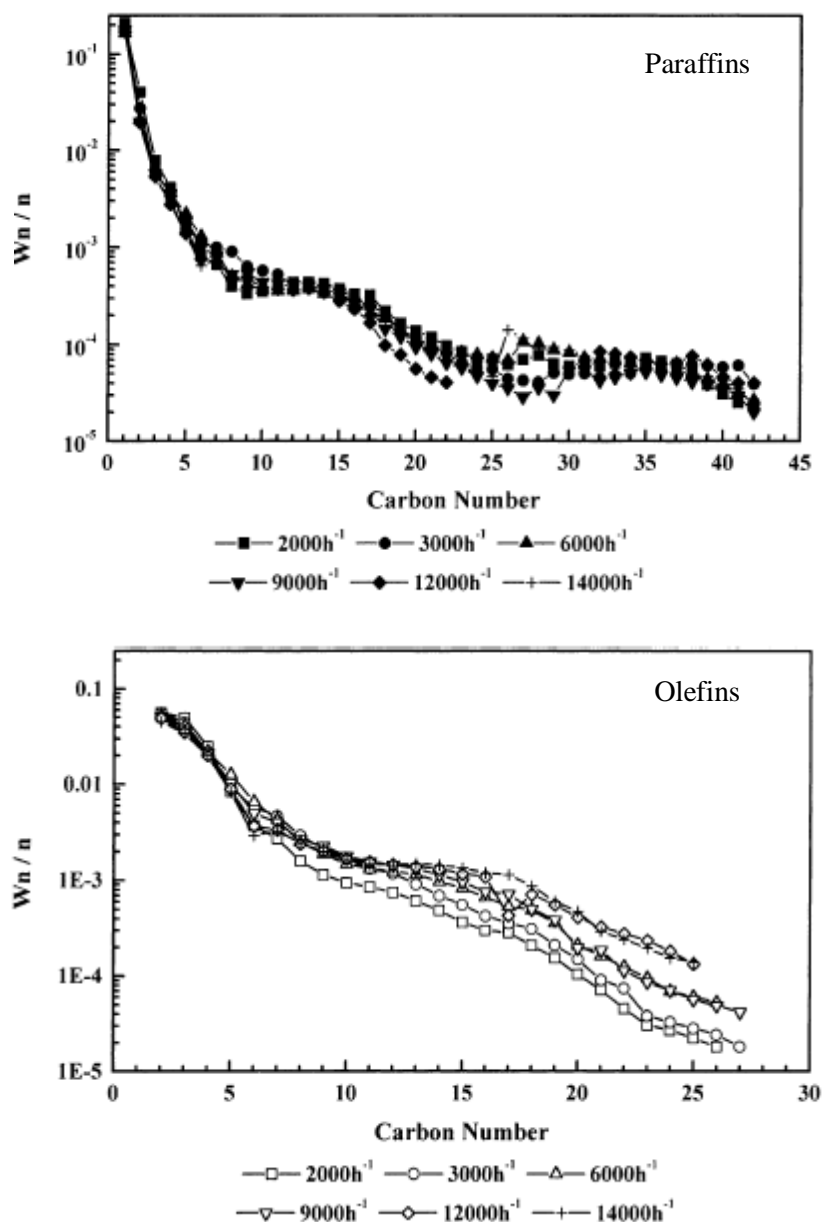 Paraffins
10⁻¹
10⁻²
10⁻³
10⁻⁴
10⁻⁵
Wn / n
0 5 10 15 20 25 30 35 40 45
Carbon Number
2000h⁻¹ 3000h⁻¹ 6000h⁻¹
9000h⁻¹ 12000h⁻¹ 14000h⁻¹
Olefins
0.1
0.01
1E-3
1E-4
1E-5
Wn / n
0 5 10 15 20 25 30
Carbon Number
2000h⁻¹ 3000h⁻¹ 6000h⁻¹
9000h⁻¹ 12000h⁻¹ 14000h⁻¹